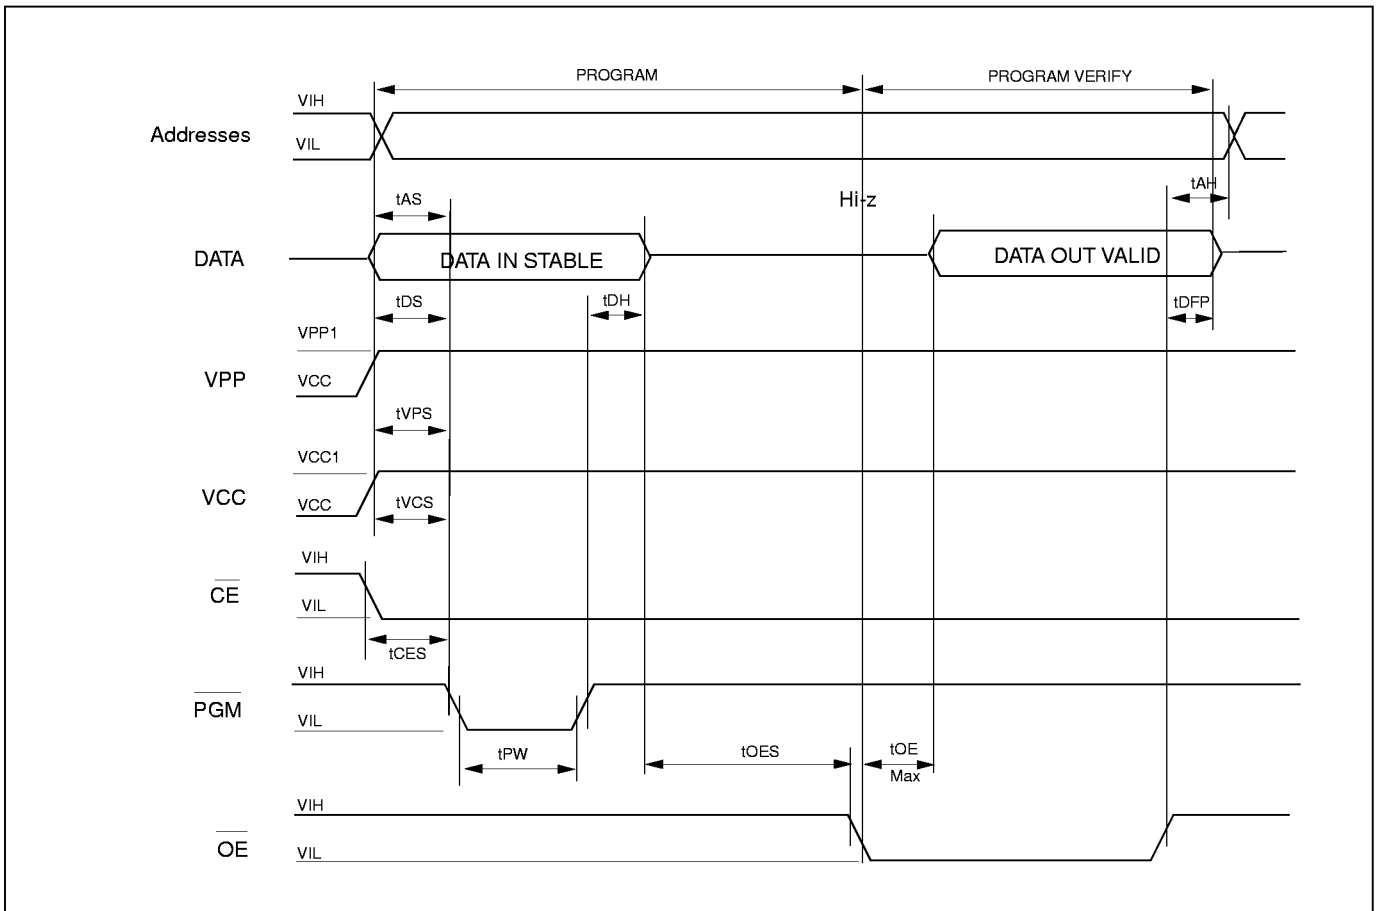 PROGRAM
PROGRAM VERIFY
VIH
Addresses
VIL
tAS
Hi-z
tAH
DATA
DATA IN STABLE
DATA OUT VALID
tDS
tDH
tDFP
VPP1
VPP
VCC
tVPS
VCC1
VCC
VCC
tVCS
VIH
CE
VIL
tCES
VIH
PGM
VIL
tPW
tOES
tOE
Max
VIH
OE
VIL